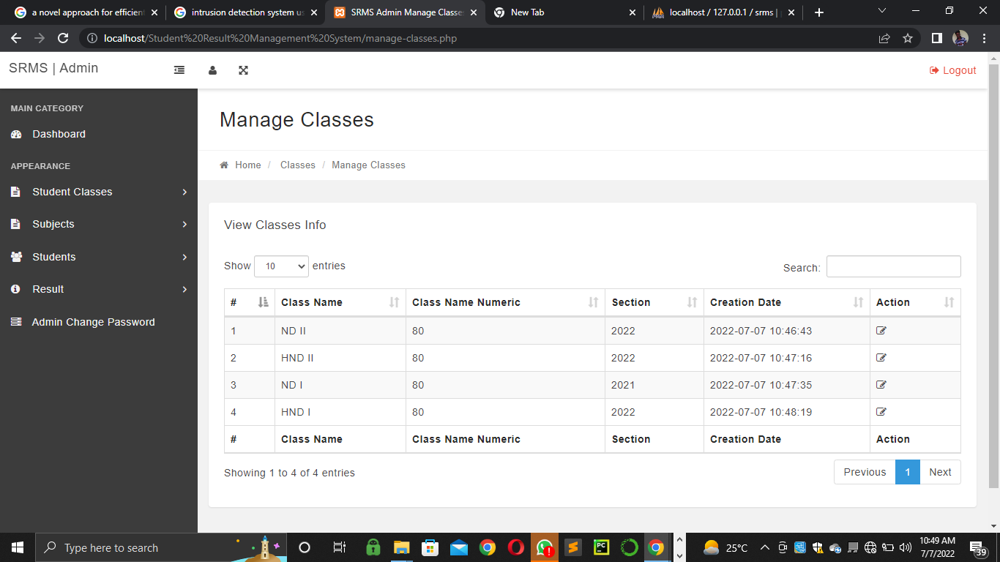 a novel approach for efficien
intrusion detection system us
SRMS Admin Manage Classes
New Tab
localhost / 127.0.0.1 / srms |
localhost/Student%20Result%20Management%20System/manage-classes.php
SRMS | Admin
Logout
MAIN CATEGORY
Dashboard
APPEARANCE
Student Classes
Subjects
Students
Result
Admin Change Password
Manage Classes
Home / Classes / Manage Classes
View Classes Info
Show 10 entries
Search:
# Class Name Class Name Numeric Section Creation Date Action
1 ND II 80 2022 2022-07-07 10:46:43
2 HND II 80 2022 2022-07-07 10:47:16
3 ND I 80 2021 2022-07-07 10:47:35
4 HND I 80 2022 2022-07-07 10:48:19
# Class Name Class Name Numeric Section Creation Date Action
Showing 1 to 4 of 4 entries
Previous 1 Next
Type here to search
PC
25°C
10:49 AM
7/7/2022
39